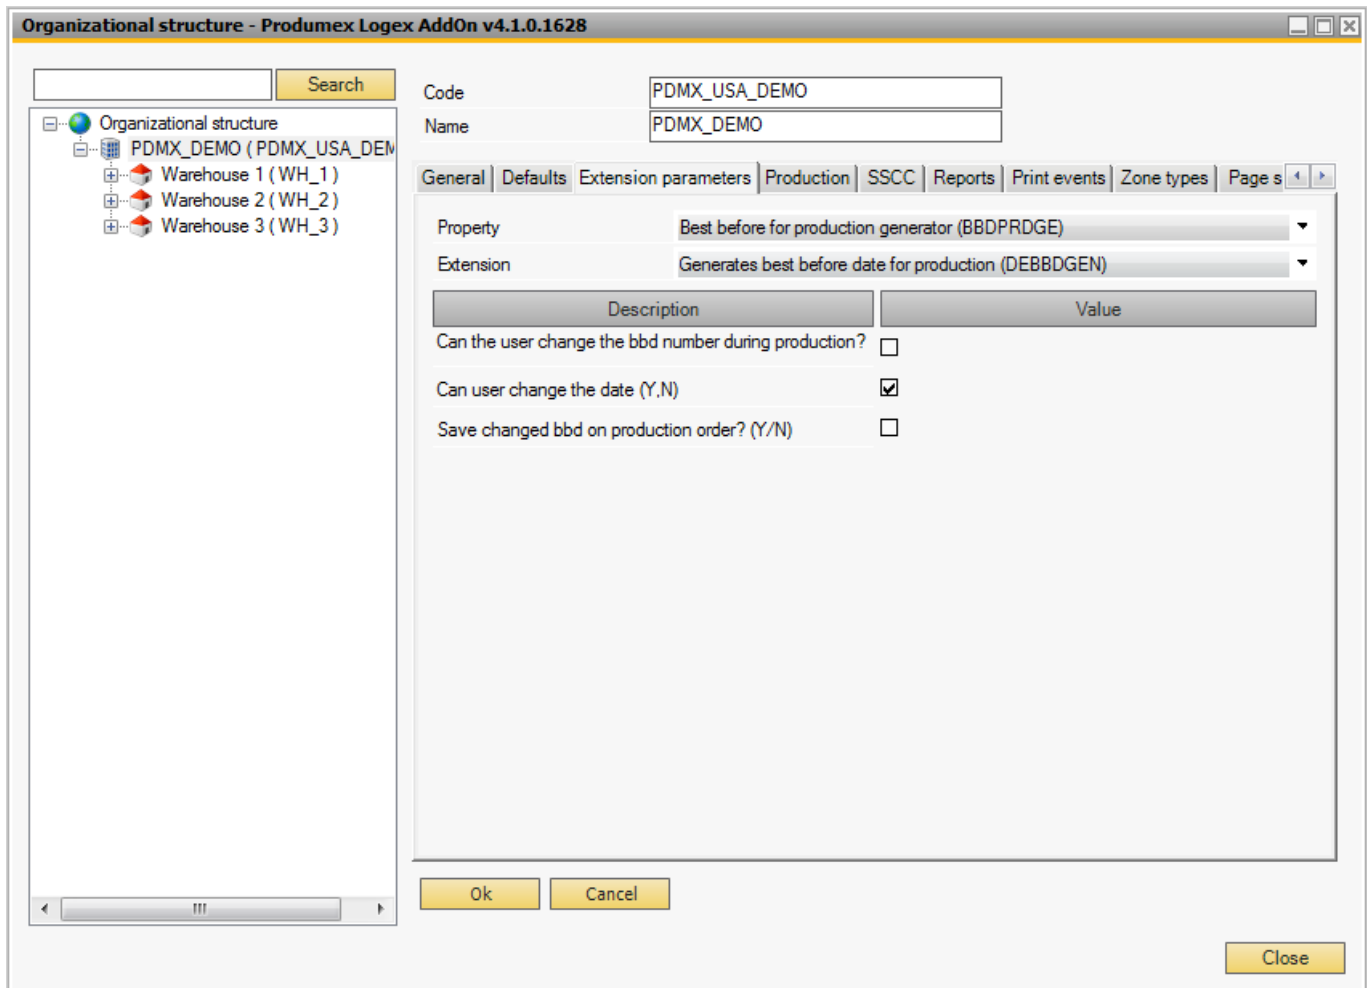 Organizational structure - Produmex Logex AddOn v4.1.0.1628
Search
Organizational structure
PDMX_DEMO ( PDMX_USA_DEM
Warehouse 1 ( WH_1 )
Warehouse 2 ( WH_2 )
Warehouse 3 ( WH_3 )
Code PDMX_USA_DEMO
Name PDMX_DEMO
General Defaults Extension parameters Production SSCC Reports Print events Zone types Page s
Property Best before for production generator (BBDPRDGE)
Extension Generates best before date for production (DEBBDGEN)
Description Value
Can the user change the bbd number during production?
Can user change the date (Y,N)
Save changed bbd on production order? (Y/N)
Ok Cancel
Close